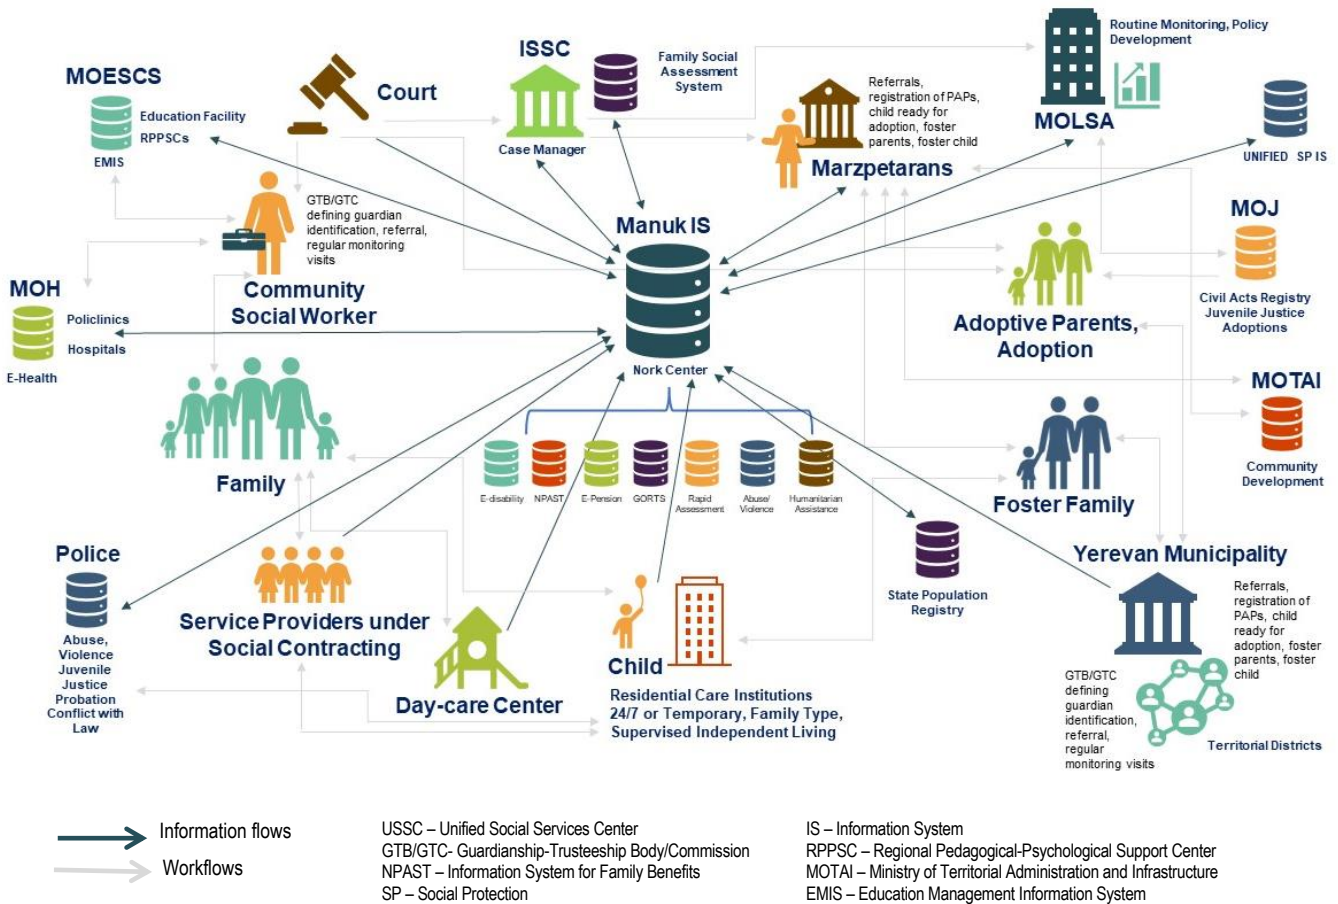 MOESCS
Education Facility
RPPSCs
EMIS
Court
ISSC
Case Manager
Family Social
Assessment
System
Referrals,
registration of PAPs,
child ready for
adoption, foster
parents, foster child
Marzpetarans
Routine Monitoring, Policy
Development
MOLSA
UNIFIED SP IS
GTB/GTC
defining guardian
identification, referral,
regular monitoring
visits
Community
Social Worker
Manuk IS
Nork Center
MOJ
Civil Acts Registry
Juvenile Justice
Adoptions
MOH
Policlinics
Hospitals
E-Health
Adoptive Parents,
Adoption
MOTAI
Community
Development
Family
E-disability
NPAST
E-Pension
GORTS
Rapid
Assessment
Abuse/
Violence
Humanitarian
Assistance
Foster Family
Police
Abuse,
Violence
Juvenile
Justice
Probation
Conflict with
Law
Service Providers under
Social Contracting
Day-care Center
Child
Residential Care Institutions
24/7 or Temporary, Family Type,
Supervised Independent Living
State Population
Registry
Yerevan Municipality
Referrals,
registration of
PAPs, child
ready for
adoption, foster
parents, foster
child
GTB/GTC
defining
guardian
identification,
referral,
regular
monitoring visits
Territorial Districts
Information flows
Workflows
USSC – Unified Social Services Center
GTB/GTC- Guardianship-Trusteeship Body/Commission
NPAST – Information System for Family Benefits
SP – Social Protection
IS – Information System
RPPSC – Regional Pedagogical-Psychological Support Center
MOTAI – Ministry of Territorial Administration and Infrastructure
EMIS – Education Management Information System